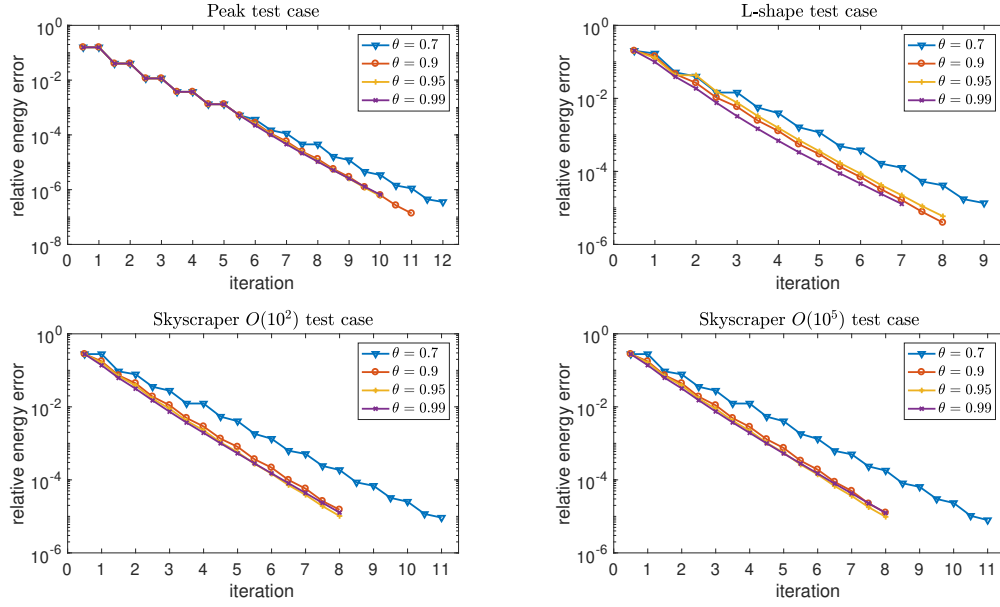 Peak test case
relative energy error
10^0
10^-2
10^-4
10^-6
10^-8
0 1 2 3 4 5 6 7 8 9 10 11 12
iteration
θ = 0.7
θ = 0.9
θ = 0.95
θ = 0.99
L-shape test case
relative energy error
10^0
10^-2
10^-4
10^-6
0 1 2 3 4 5 6 7 8 9
iteration
θ = 0.7
θ = 0.9
θ = 0.95
θ = 0.99
Skyscraper O(10^2) test case
relative energy error
10^0
10^-2
10^-4
10^-6
0 1 2 3 4 5 6 7 8 9 10 11
iteration
θ = 0.7
θ = 0.9
θ = 0.95
θ = 0.99
Skyscraper O(10^5) test case
relative energy error
10^0
10^-2
10^-4
10^-6
0 1 2 3 4 5 6 7 8 9 10 11
iteration
θ = 0.7
θ = 0.9
θ = 0.95
θ = 0.99